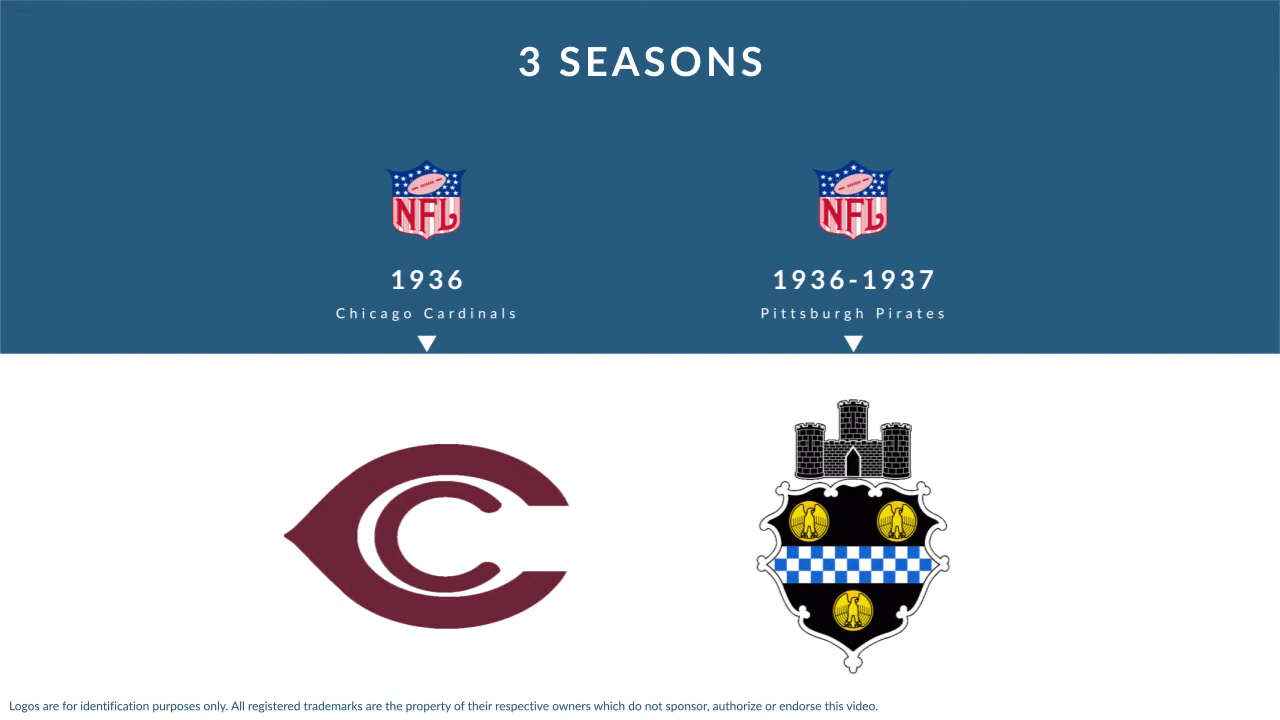 3 SEASONS
NFL NFL
1936 1936-1937
Chicago Cardinals Pittsburgh Pirates
CC
Logos are for identification purposes only. All registered trademarks are the property of their respective owners which do not sponsor, authorize or endorse this video.